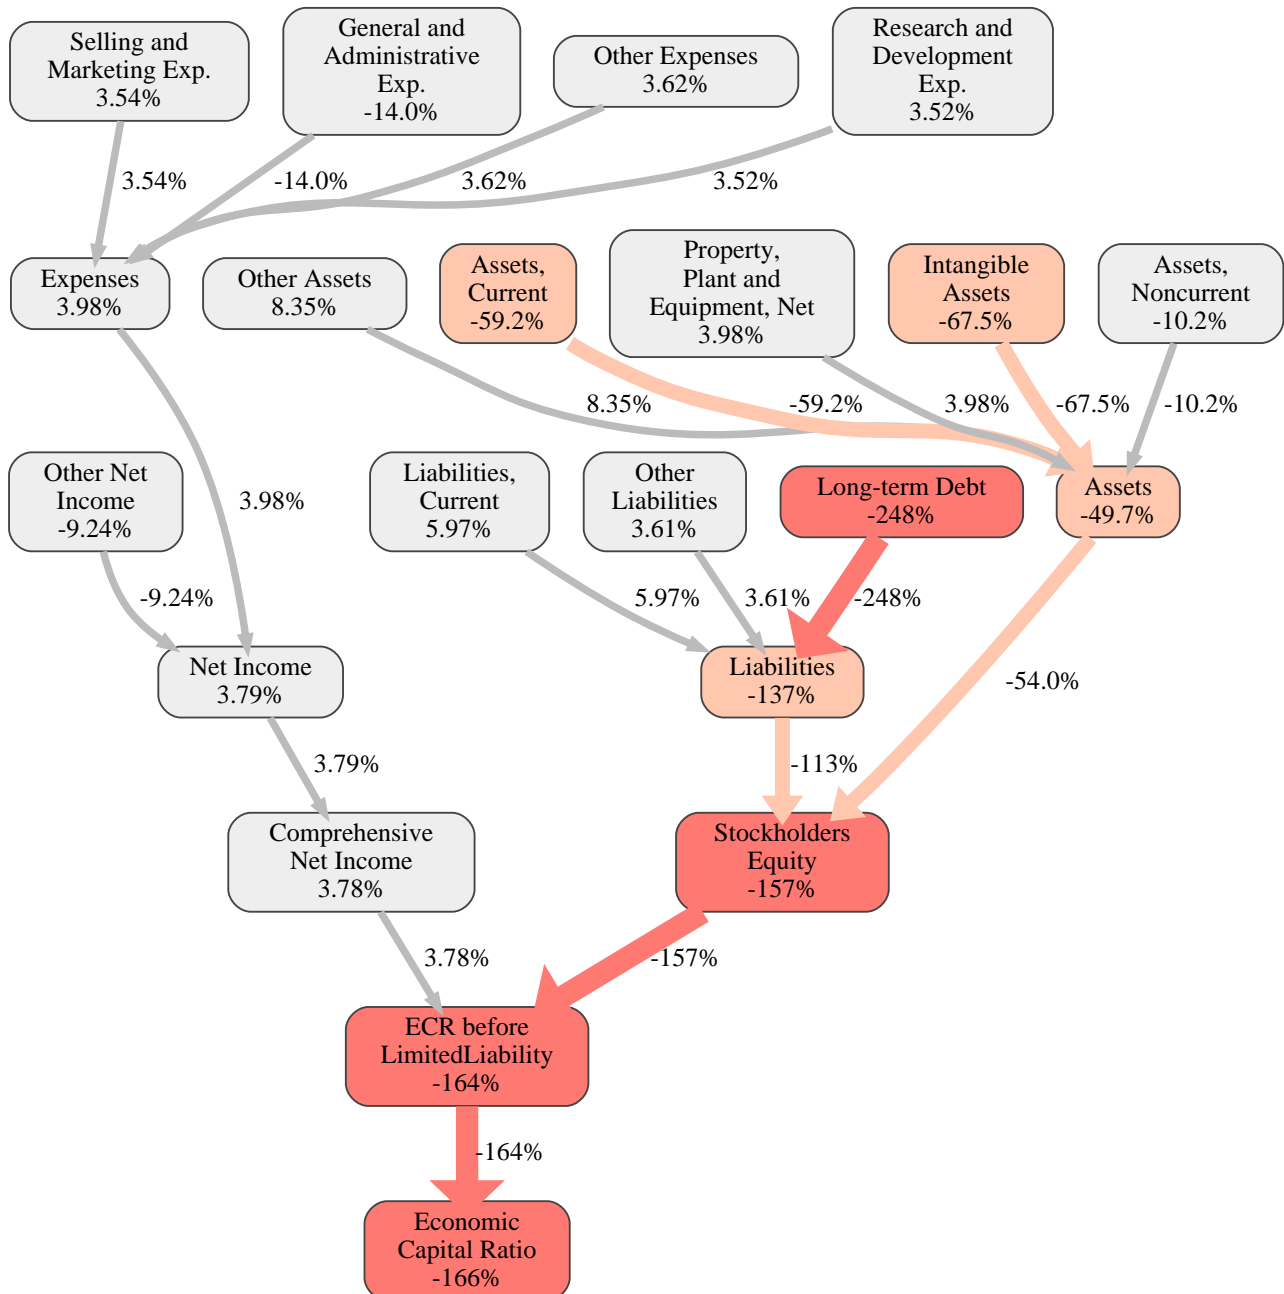 Selling and
Marketing Exp.
3.54%
General and
Administrative
Exp.
-14.0%
Other Expenses
3.62%
Research and
Development
Exp.
3.52%
3.54%
-14.0%
3.62%
3.52%
Expenses
3.98%
Other Assets
8.35%
Assets,
Current
-59.2%
Property,
Plant and
Equipment, Net
3.98%
Intangible
Assets
-67.5%
Assets,
Noncurrent
-10.2%
8.35%
-59.2%
3.98%
-67.5%
-10.2%
Other Net
Income
-9.24%
3.98%
Liabilities,
Current
5.97%
Other
Liabilities
3.61%
Long-term Debt
-248%
Assets
-49.7%
-9.24%
5.97%
3.61%
-248%
Net Income
3.79%
Liabilities
-137%
-54.0%
3.79%
-113%
Comprehensive
Net Income
3.78%
Stockholders
Equity
-157%
3.78%
-157%
ECR before
LimitedLiability
-164%
-164%
Economic
Capital Ratio
-166%